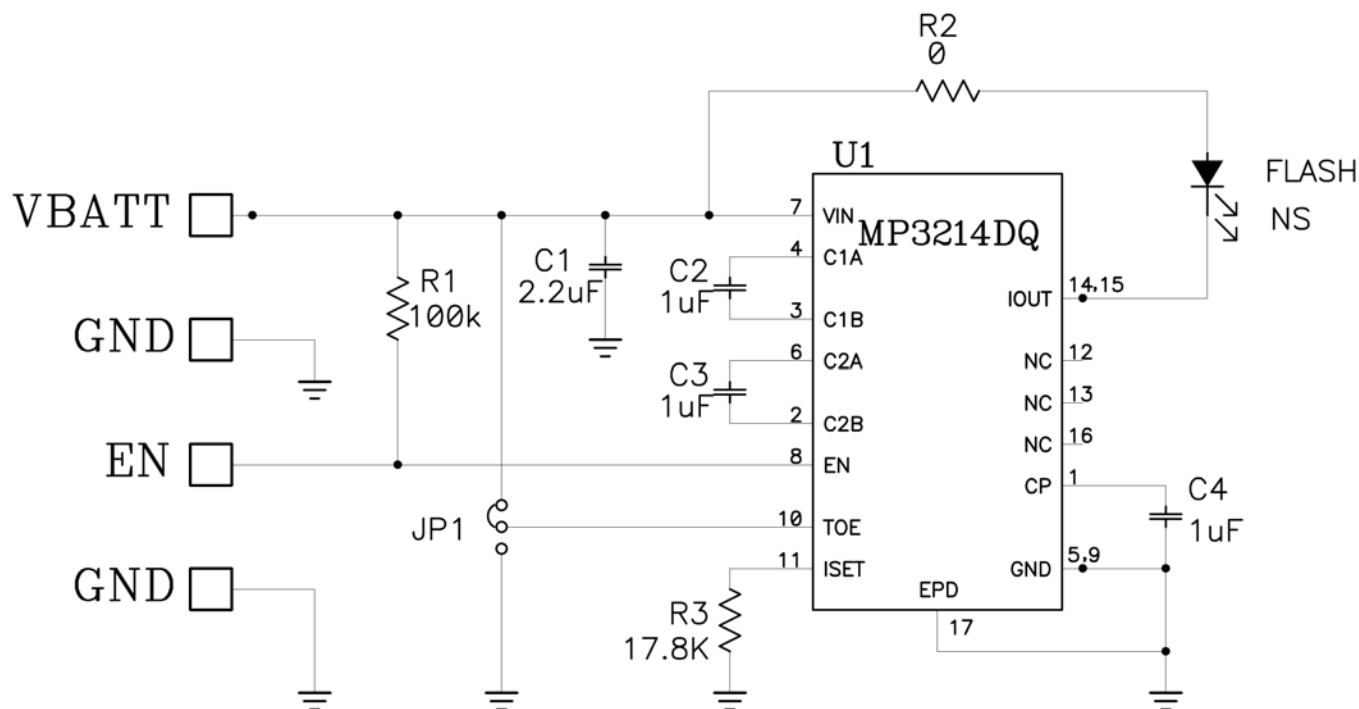 R2
0
U1
FLASH
NS
VBATT
7
VIN
MP3214DQ
4
C1A
C1
2.2uF
C2
1uF
R1
100k
14,15
IOUT
3
C1B
GND
6
C2A
12
NC
C3
1uF
13
NC
2
C2B
16
NC
EN
8
EN
1
CP
C4
1uF
JP1
10
TOE
11
ISET
5,9
GND
GND
EPD
17
R3
17.8K